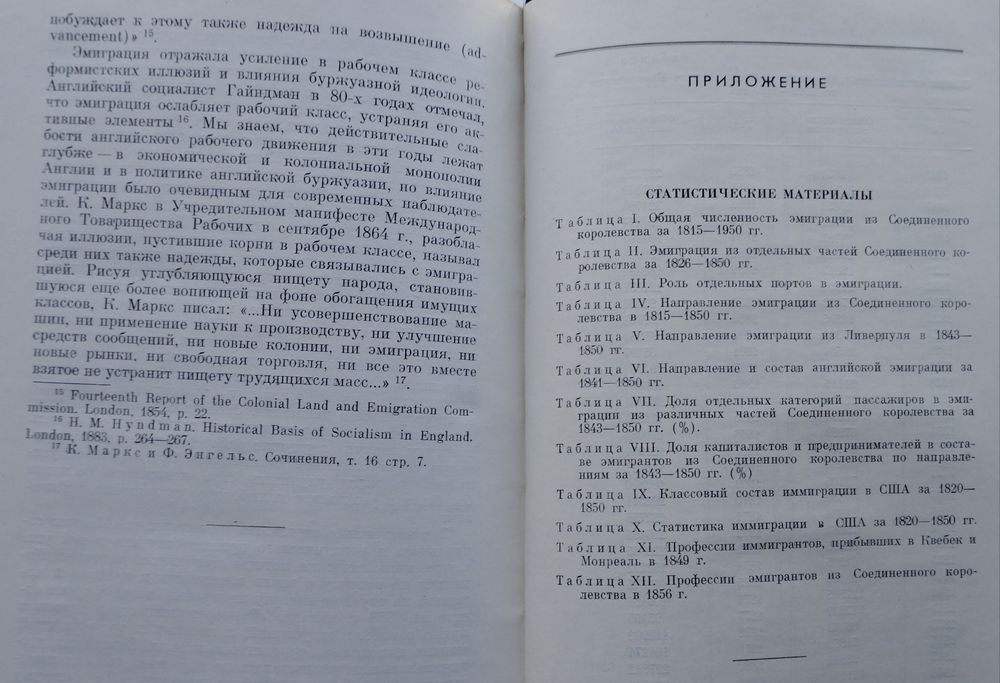 побуждает к этому также надежда на возвышение (ad-
vancement)» 15.
Эмиграция отражала усиление в рабочем классе ре-
формистских иллюзий и влияния буржуазной идеологии.
Английский социалист Гайндман в 80-х годах отмечал,
что эмиграция ослабляет рабочий класс, устраняя его ак-
тивные элементы 16. Мы знаем, что действительные сла-
бости английского рабочего движения в эти годы лежат
глубже — в экономической и колониальной монополии
Англии и в политике английской буржуазии, но влияние
эмиграции было очевидным для современных наблюдате-
лей. К. Маркс в Учредительном манифесте Международ-
ного Товарищества Рабочих в сентябре 1864 г., разобла-
чая иллюзии, пустившие корни в рабочем классе, называл
среди них также надежды, которые связывались с эмигра-
цией. Рисуя углубляющуюся нищету народа, становив-
шуюся еще более вопиющей на фоне обогащения имущих
классов, К. Маркс писал: «...Ни усовершенствование ма-
шин, ни применение науки к производству, ни улучшение
средств сообщений, ни новые колонии, ни эмиграция, ни
новые рынки, ни свободная торговля, ни все это вместе
взятое не устранит нищету трудящихся масс...» 17.
15 Fourteenth Report of the Colonial Land and Emigration Com-
mission. London, 1854, p. 22.
16 H. M. Hyndman. Historical Basis of Socialism in England.
London, 1883, p. 264—267.
17 К. Маркс и Ф. Энгельс. Сочинения, т. 16 стр. 7.
ПРИЛОЖЕНИЕ
СТАТИСТИЧЕСКИЕ МАТЕРИАЛЫ
Таблица I. Общая численность эмиграции из Соединенного
королевства за 1815—1950 гг.
Таблица II. Эмиграция из отдельных частей Соединенного ко-
ролевства за 1826—1850 гг.
Таблица III. Роль отдельных портов в эмиграции.
Таблица IV. Направление эмиграции из Соединенного коро-
левства в 1815—1850 гг.
Таблица V. Направление эмиграции из Ливерпуля в 1843—
1850 гг.
Таблица VI. Направление и состав английской эмиграции за
1841—1850 гг.
Таблица VII. Доля отдельных категорий пассажиров в эми-
грации из различных частей Соединенного королевства за
1843—1850 гг. (%).
Таблица VIII. Доля капиталистов и предпринимателей в соста-
ве эмигрантов из Соединенного королевства по направле-
ниям за 1843—1850 гг. (%)
Таблица IX. Классовый состав иммиграции в США за 1820—
1850 гг.
Таблица X. Статистика иммиграции в США за 1820—1850 гг.
Таблица XI. Профессии иммигрантов, прибывших в Квебек и
Монреаль в 1849 г.
Таблица XII. Профессии эмигрантов из Соединенного коро-
левства в 1856 г.